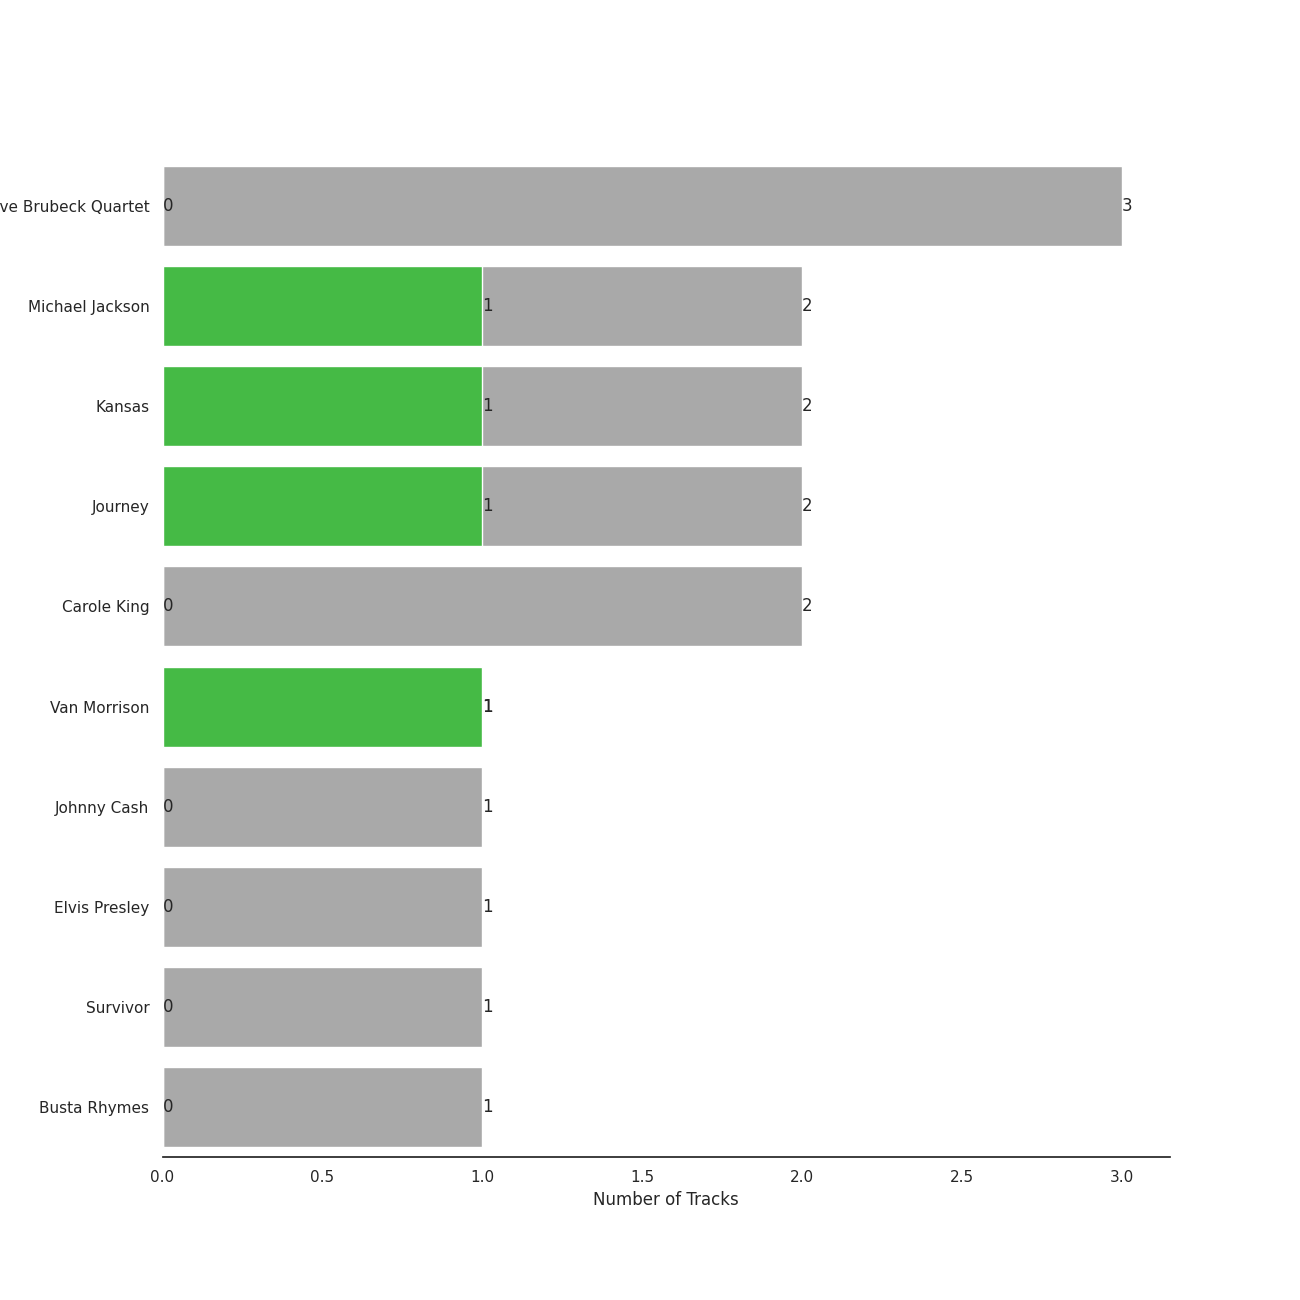 ve Brubeck Quartet 0 3
Michael Jackson 1 2
Kansas 1 2
Journey 1 2
Carole King 0 2
Van Morrison 1
Johnny Cash 0 1
Elvis Presley 0 1
Survivor 0 1
Busta Rhymes 0 1
0.0 0.5 1.0 1.5 2.0 2.5 3.0
Number of Tracks